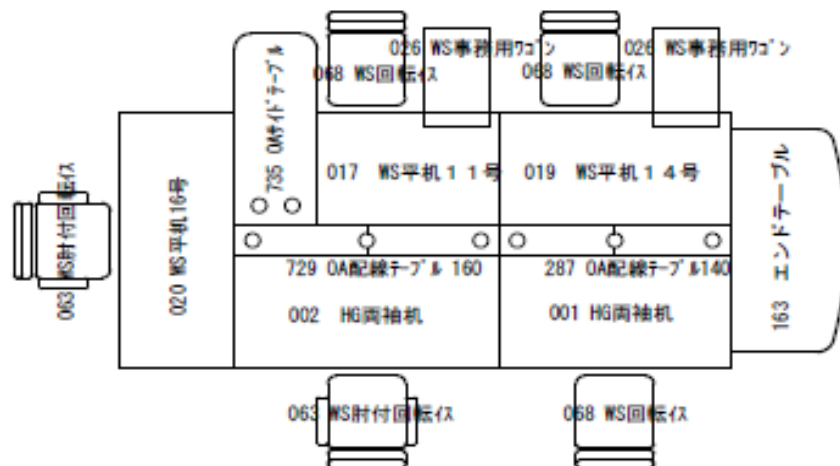 026 WS事務用ﾜｺﾞﾝ
026 WS事務用ﾜｺﾞﾝ
068 WS回転ｲｽ
068 WS回転ｲｽ
735 OAｻｲﾄﾞﾃｰﾌﾞﾙ
017 WS平机11号
019 WS平机14号
063 WS肘付回転ｲｽ
020 WS平机16号
163 エンドテーブル
729 OA配線ﾃｰﾌﾞﾙ 160
287 OA配線ﾃｰﾌﾞﾙ140
002 HG両袖机
001 HG両袖机
063 WS肘付回転ｲｽ
068 WS回転ｲｽ